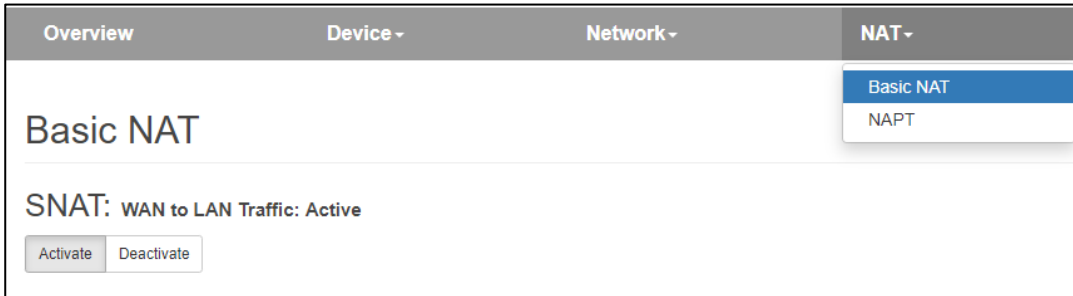 Overview Device Network NAT
Basic NAT
NAPT
Basic NAT
SNAT: WAN to LAN Traffic: Active
Activate Deactivate